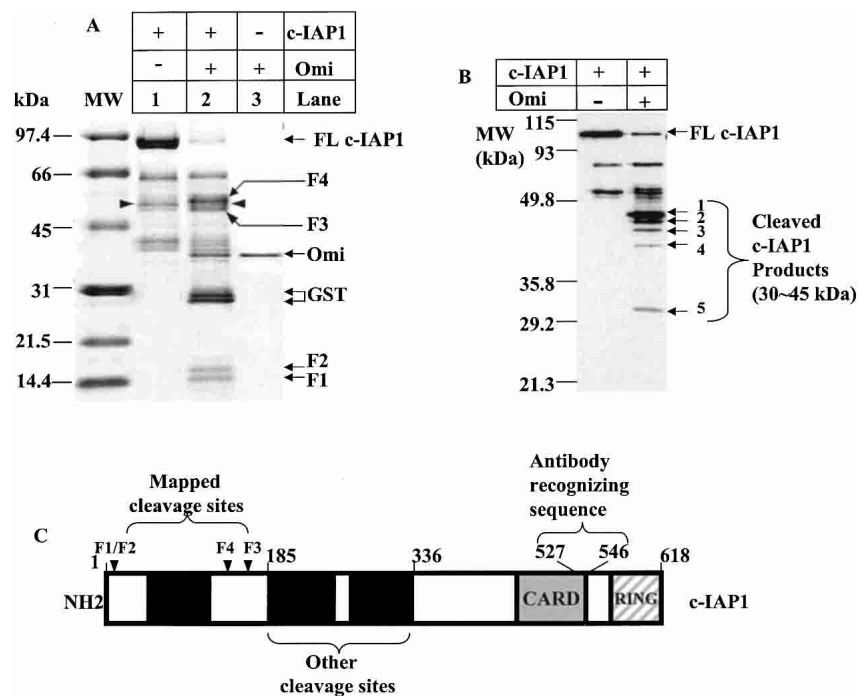 A
+ + - c-IAP1
- + + Omi
kDa MW 1 2 3 Lane
97.4
66
45
31
21.5
14.4
FL c-IAP1
F4
F3
Omi
GST
F2
F1
B
c-IAP1 + +
Omi - +
MW
(kDa)
115
93
49.8
35.8
29.2
21.3
FL c-IAP1
1
2
3
4
5
Cleaved
c-IAP1
Products
(30~45 kDa)
C
Mapped
cleavage sites
Antibody
recognizing
sequence
F1/F2 F4 F3
1 185 336 527 546 618
NH2 CARD RING c-IAP1
Other
cleavage sites